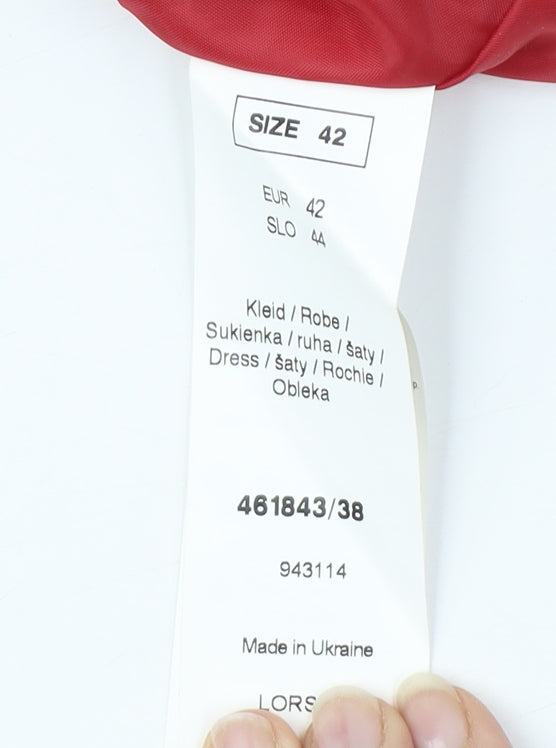 SIZE 42
EUR 42
SLO 44
Kleid / Robe /
Sukienka / ruha / šaty /
Dress / šaty / Rochie /
Obleka
461843/38
943114
Made in Ukraine
LORS
p.